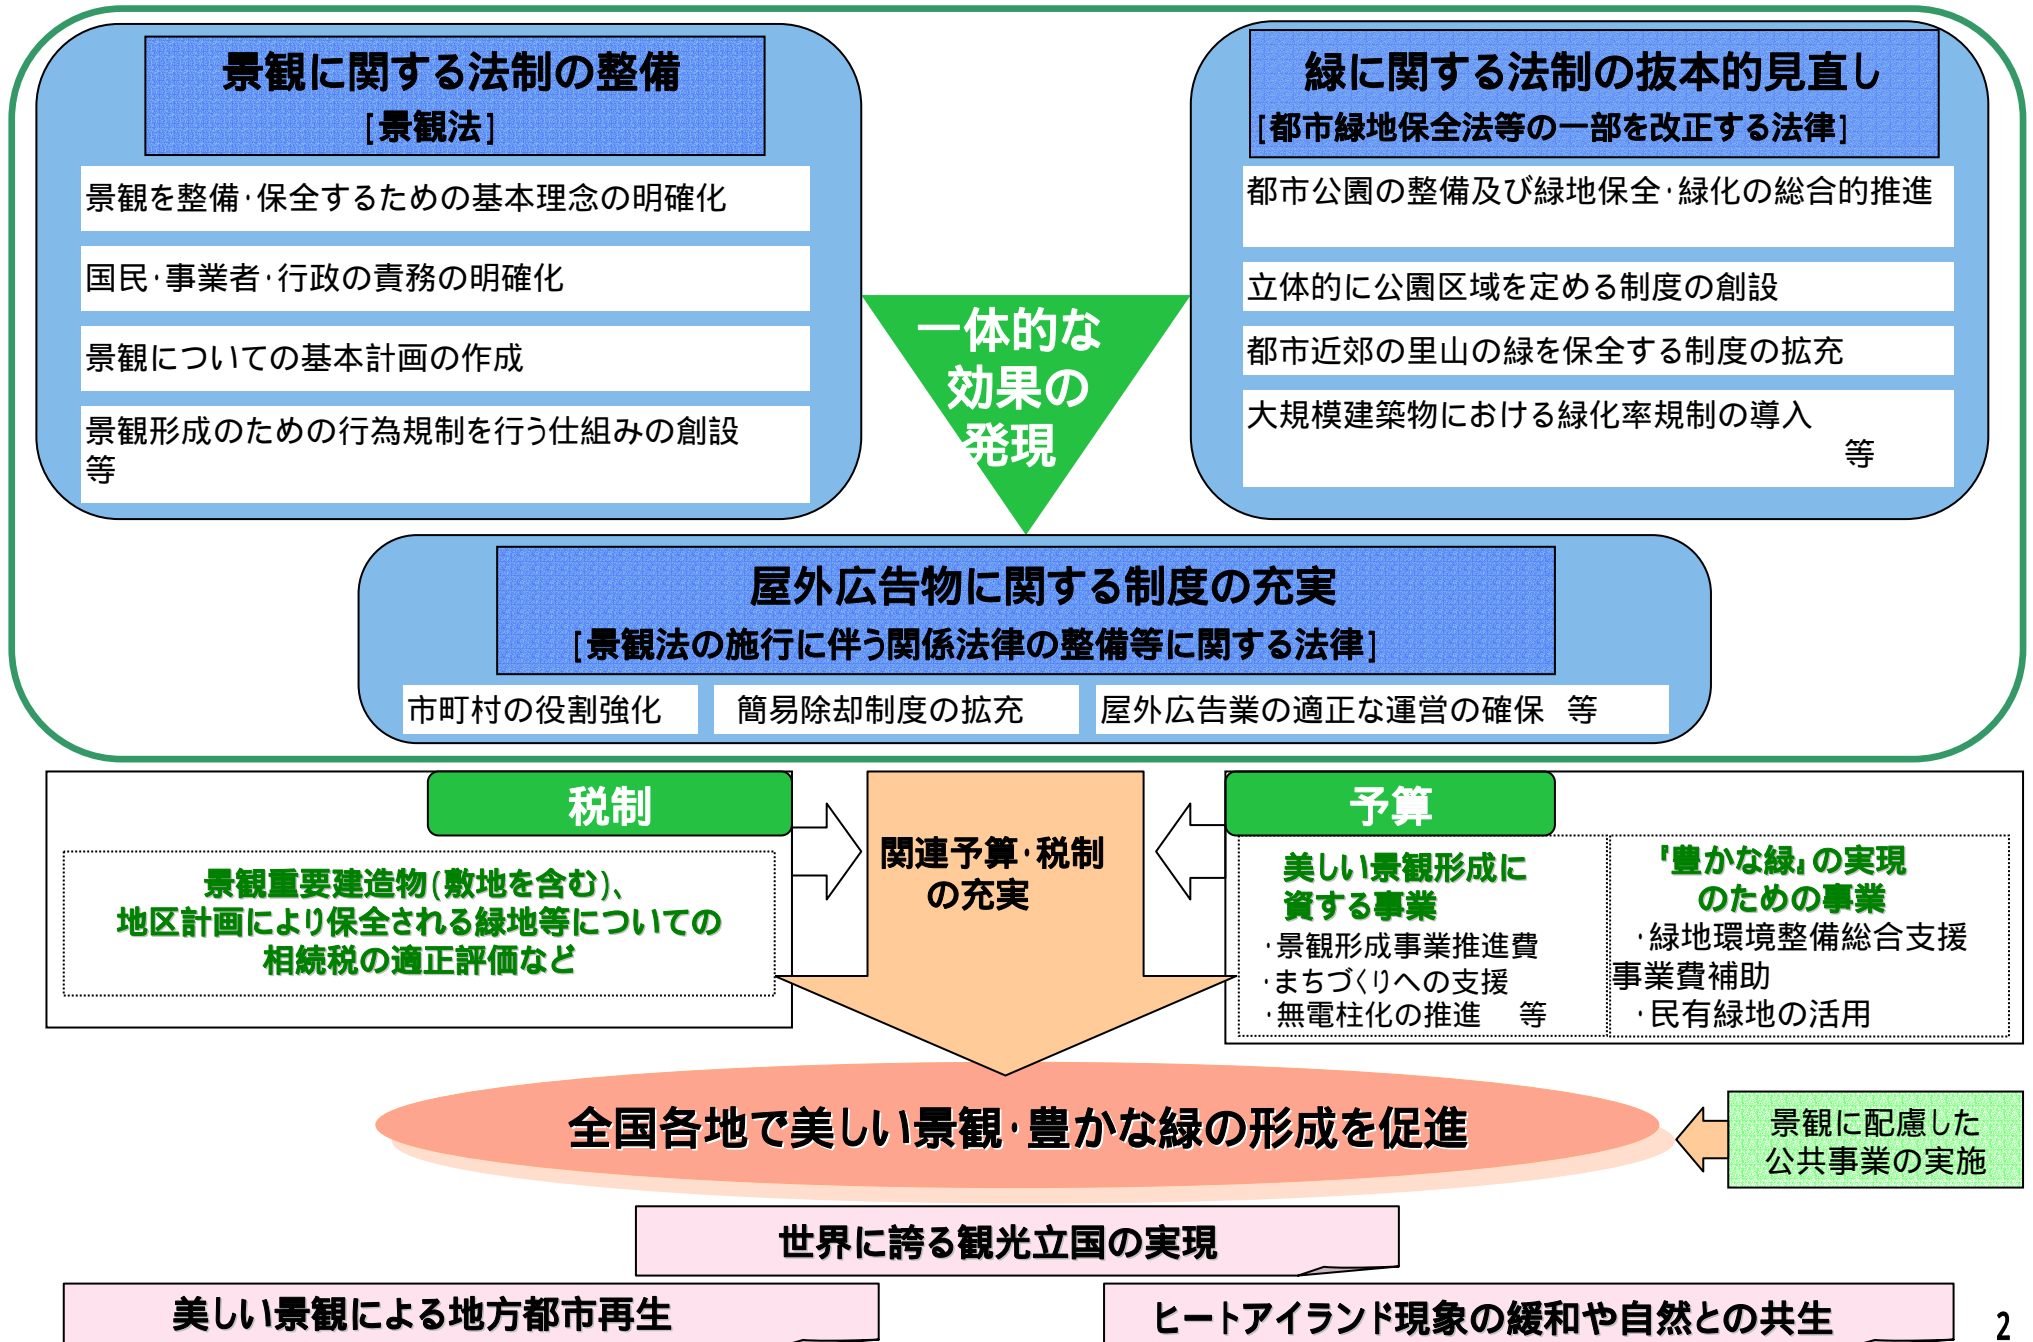 景観に関する法制の整備
[景観法]
景観を整備・保全するための基本理念の明確化
国民・事業者・行政の責務の明確化
景観についての基本計画の作成
景観形成のための行為規制を行う仕組みの創設
等
緑に関する法制の抜本的見直し
[都市緑地保全法等の一部を改正する法律]
都市公園の整備及び緑地保全・緑化の総合的推進
立体的に公園区域を定める制度の創設
都市近郊の里山の緑を保全する制度の拡充
大規模建築物における緑化率規制の導入
等
一体的な
効果の
発現
屋外広告物に関する制度の充実
[景観法の施行に伴う関係法律の整備等に関する法律]
市町村の役割強化
簡易除却制度の拡充
屋外広告業の適正な運営の確保 等
税制
景観重要建造物(敷地を含む)、
地区計画により保全される緑地等についての
相続税の適正評価など
関連予算・税制
の充実
予算
美しい景観形成に
資する事業
・景観形成事業推進費
・まちづくりへの支援
・無電柱化の推進 等
『豊かな緑』の実現
のための事業
・緑地環境整備総合支援
事業費補助
・民有緑地の活用
全国各地で美しい景観・豊かな緑の形成を促進
景観に配慮した
公共事業の実施
世界に誇る観光立国の実現
美しい景観による地方都市再生
ヒートアイランド現象の緩和や自然との共生
2